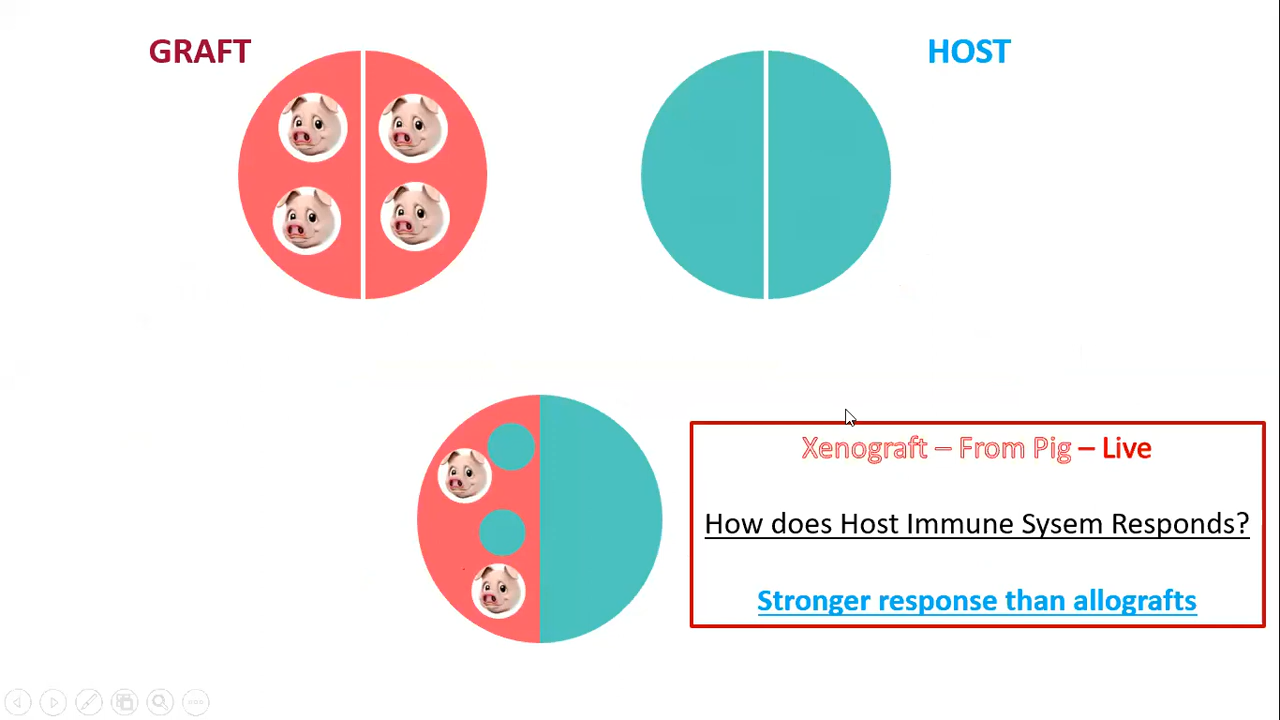 GRAFT
HOST
Xenograft – From Pig – Live
How does Host Immune Sysem Responds?
Stronger response than allografts